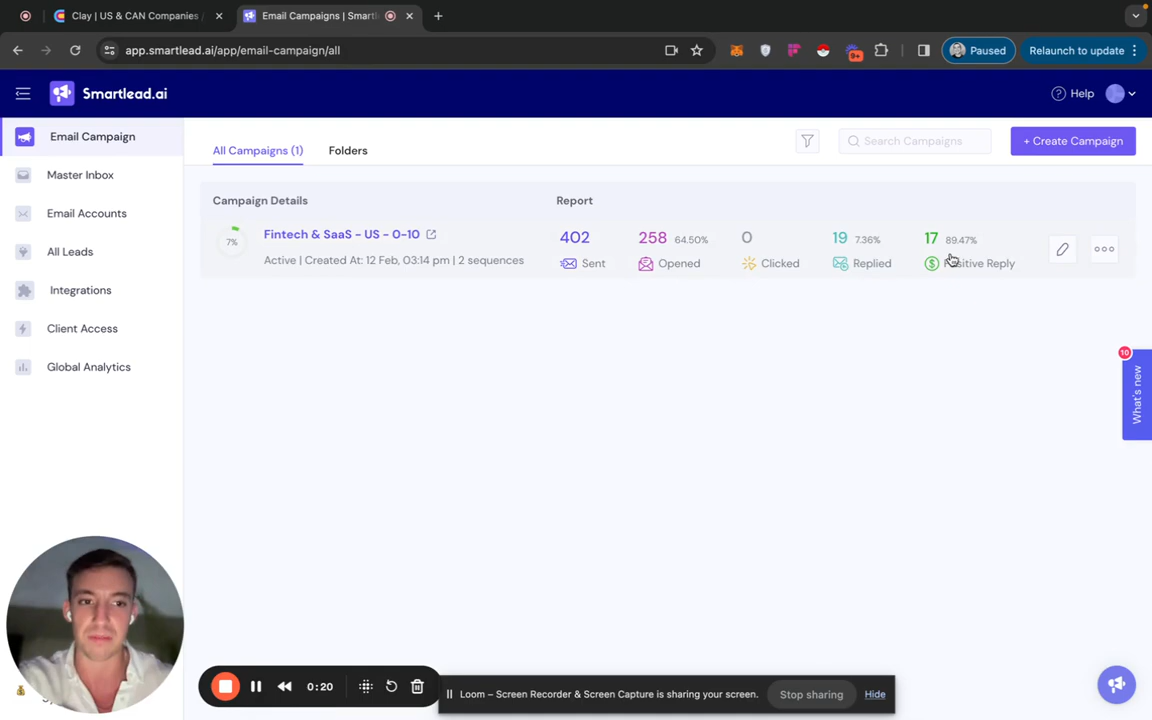 Clay | US & CAN Companies /
Email Campaigns | Smartl
app.smartlead.ai/app/email-campaign/all
9+
Paused
Relaunch to update
Smartlead.ai
Help
Email Campaign
Master Inbox
Email Accounts
All Leads
Integrations
Client Access
Global Analytics
All Campaigns (1)
Folders
Search Campaigns
+ Create Campaign
Campaign Details
Report
7%
Fintech & SaaS - US - 0-10
Active | Created At: 12 Feb, 03:14 pm | 2 sequences
402
Sent
258 64.50%
Opened
0
Clicked
19 7.36%
Replied
17 89.47%
Positive Reply
10
What's new
0:20
Loom – Screen Recorder & Screen Capture is sharing your screen.
Stop sharing
Hide